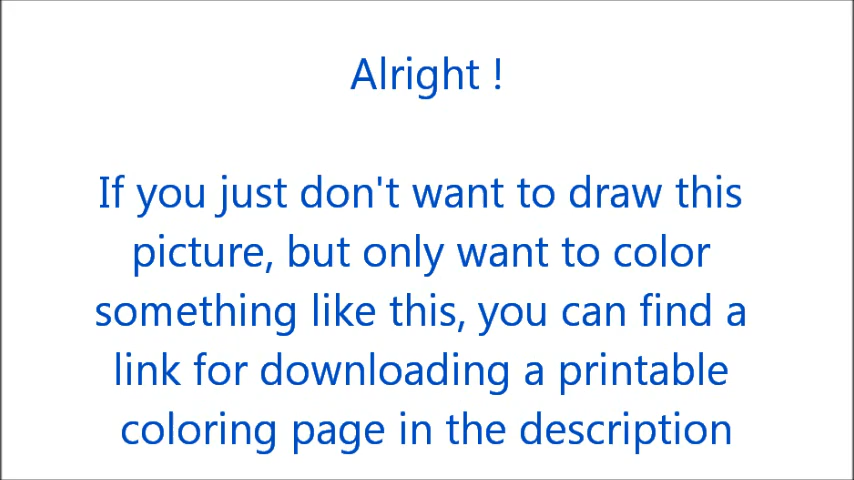 Alright !
If you just don't want to draw this
picture, but only want to color
something like this, you can find a
link for downloading a printable
coloring page in the description